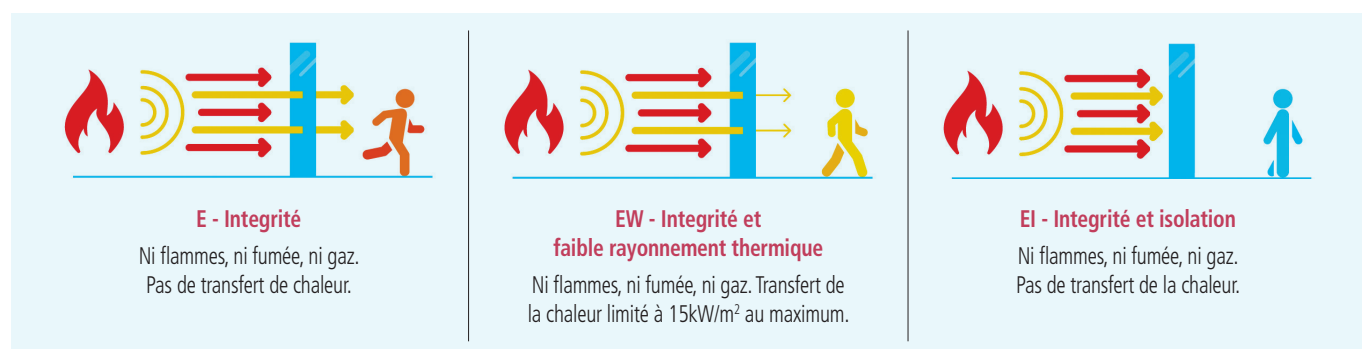 E - Integrité
Ni flammes, ni fumée, ni gaz.
Pas de transfert de chaleur.
EW - Integrité et
faible rayonnement thermique
Ni flammes, ni fumée, ni gaz. Transfert de
la chaleur limité à 15kW/m² au maximum.
EI - Integrité et isolation
Ni flammes, ni fumée, ni gaz.
Pas de transfert de la chaleur.